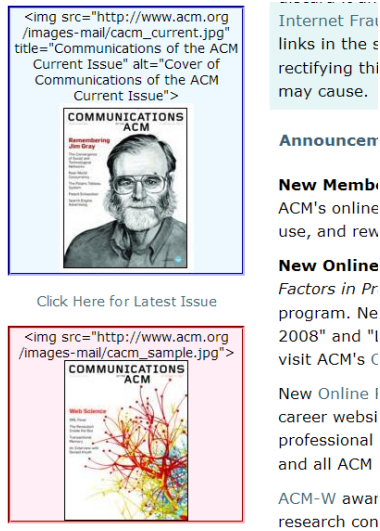 <img src="http://www.acm.org
/images-mail/cacm_current.jpg"
title="Communications of the ACM
Current Issue" alt="Cover of
Communications of the ACM
Current Issue">
COMMUNICATIONS
OF THE
ACM
Remembering
Jim Gray
Click Here for Latest Issue
<img src="http://www.acm.org
/images-mail/cacm_sample.jpg">
COMMUNICATIONS
OF THE
ACM
Web Science
Internet Frau
links in the s
rectifying thi
may cause.
Announcem
New Membe
ACM's online
use, and rew
New Online
Factors in Pr
program. Ne
2008" and "L
visit ACM's C
New Online P
career websi
professional
and all ACM
ACM-W awar
research con